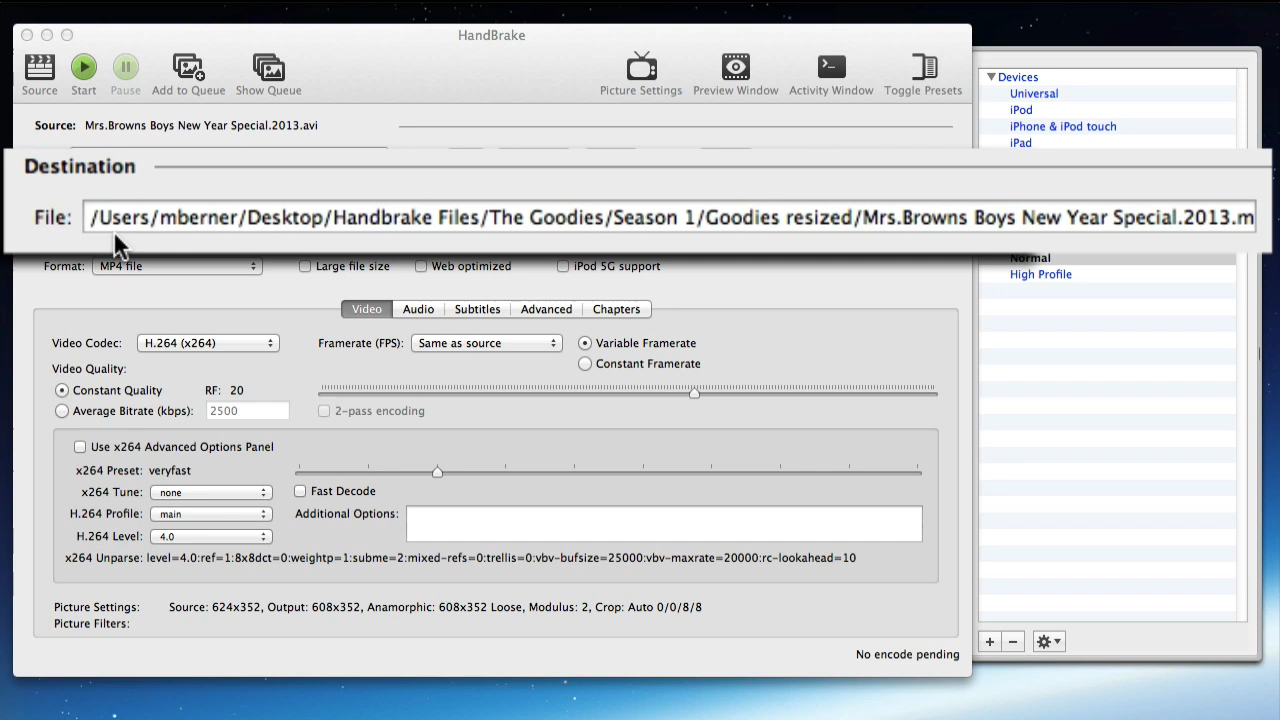 HandBrake
Source Start Pause Add to Queue Show Queue Picture Settings Preview Window Activity Window Toggle Presets
Devices
Universal
iPod
iPhone & iPod touch
iPad
Source: Mrs.Browns Boys New Year Special.2013.avi
Destination
File: /Users/mberner/Desktop/Handbrake Files/The Goodies/Season 1/Goodies resized/Mrs.Browns Boys New Year Special.2013.m
Normal
High Profile
Format: MP4 file Large file size Web optimized iPod 5G support
Video Audio Subtitles Advanced Chapters
Video Codec: H.264 (x264) Framerate (FPS): Same as source Variable Framerate
Constant Framerate
Video Quality:
Constant Quality RF: 20
Average Bitrate (kbps): 2500 2-pass encoding
Use x264 Advanced Options Panel
x264 Preset: veryfast
x264 Tune: none Fast Decode
H.264 Profile: main Additional Options:
H.264 Level: 4.0
x264 Unparse: level=4.0:ref=1:8x8dct=0:weightp=1:subme=2:mixed-refs=0:trellis=0:vbv-bufsize=25000:vbv-maxrate=20000:rc-lookahead=10
Picture Settings: Source: 624x352, Output: 608x352, Anamorphic: 608x352 Loose, Modulus: 2, Crop: Auto 0/0/8/8
Picture Filters:
No encode pending